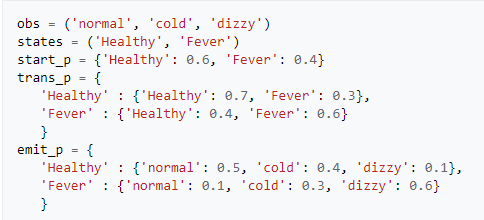 obs = ('normal', 'cold', 'dizzy')
states = ('Healthy', 'Fever')
start_p = {'Healthy': 0.6, 'Fever': 0.4}
trans_p = {
   'Healthy' : {'Healthy': 0.7, 'Fever': 0.3},
   'Fever' : {'Healthy': 0.4, 'Fever': 0.6}
   }
emit_p = {
   'Healthy' : {'normal': 0.5, 'cold': 0.4, 'dizzy': 0.1},
   'Fever' : {'normal': 0.1, 'cold': 0.3, 'dizzy': 0.6}
   }